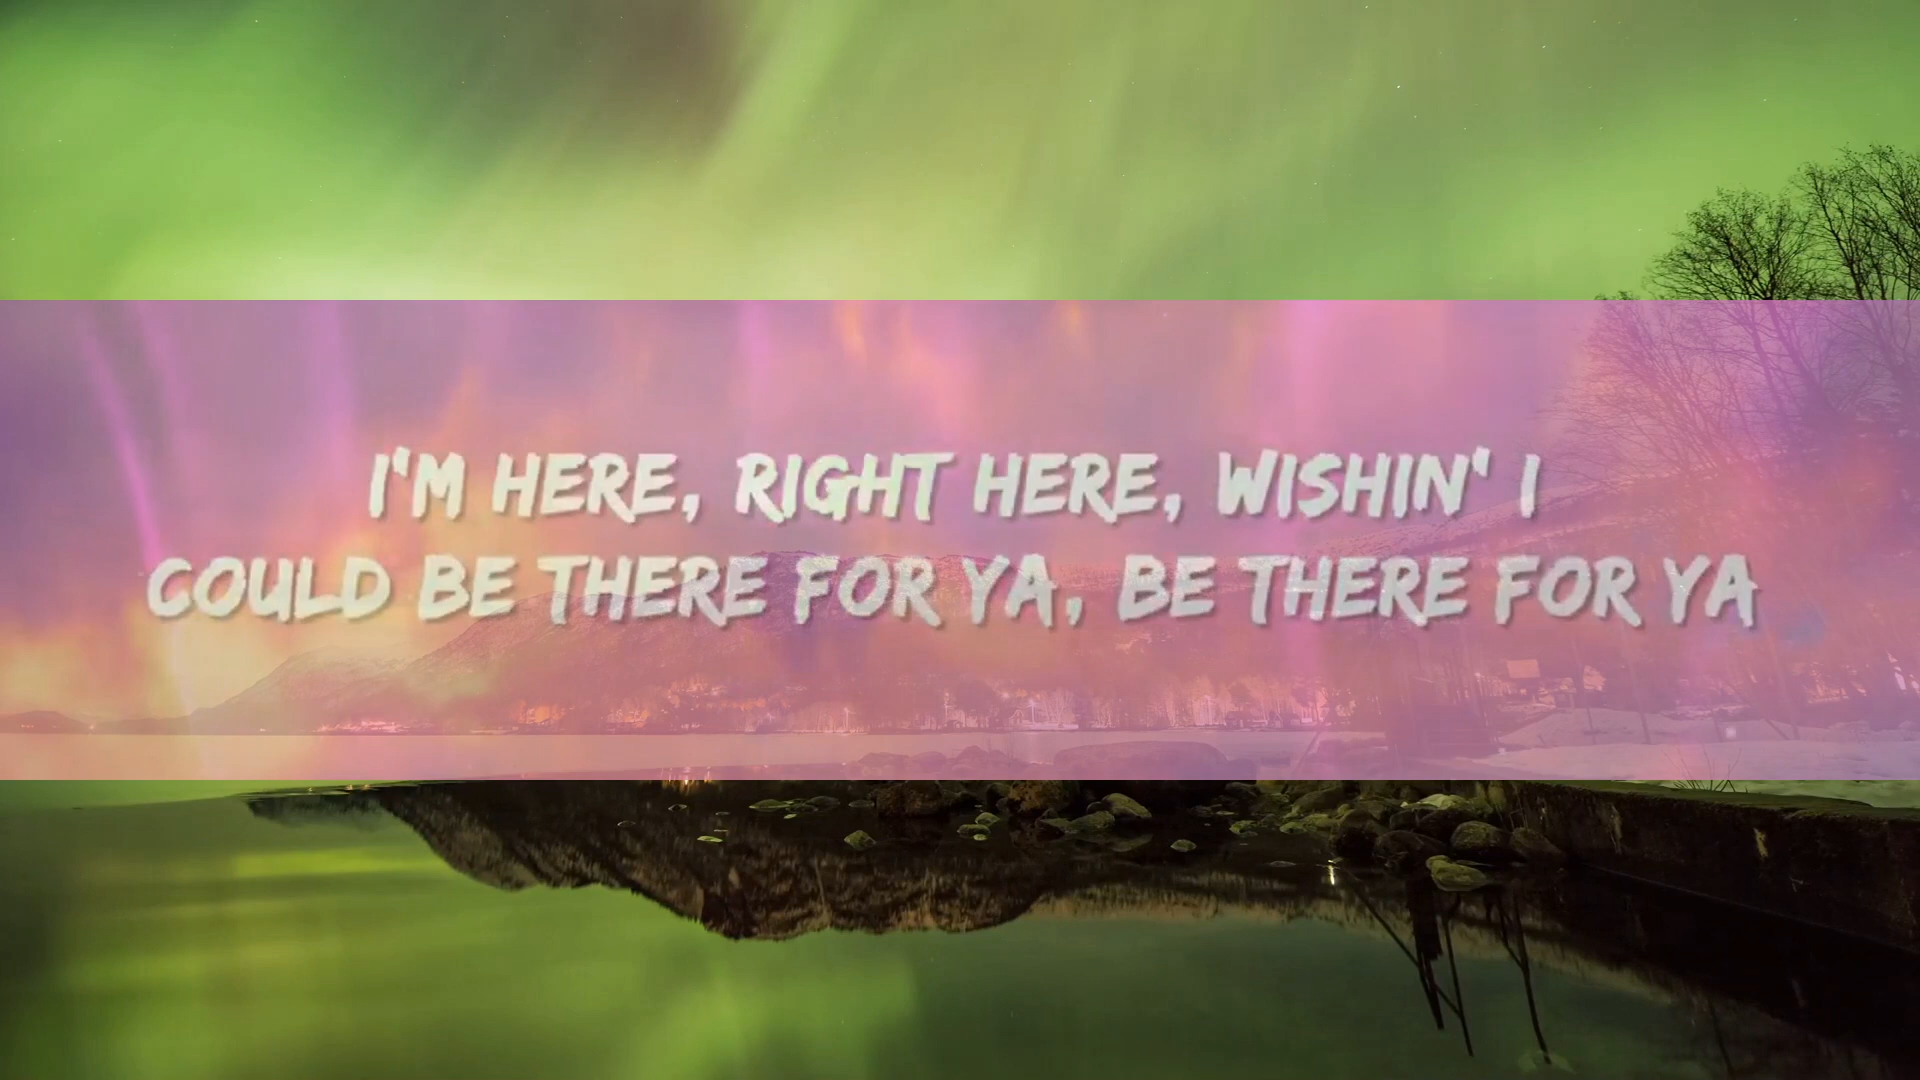 I'M HERE, RIGHT HERE, WISHIN' I
COULD BE THERE FOR YA, BE THERE FOR YA